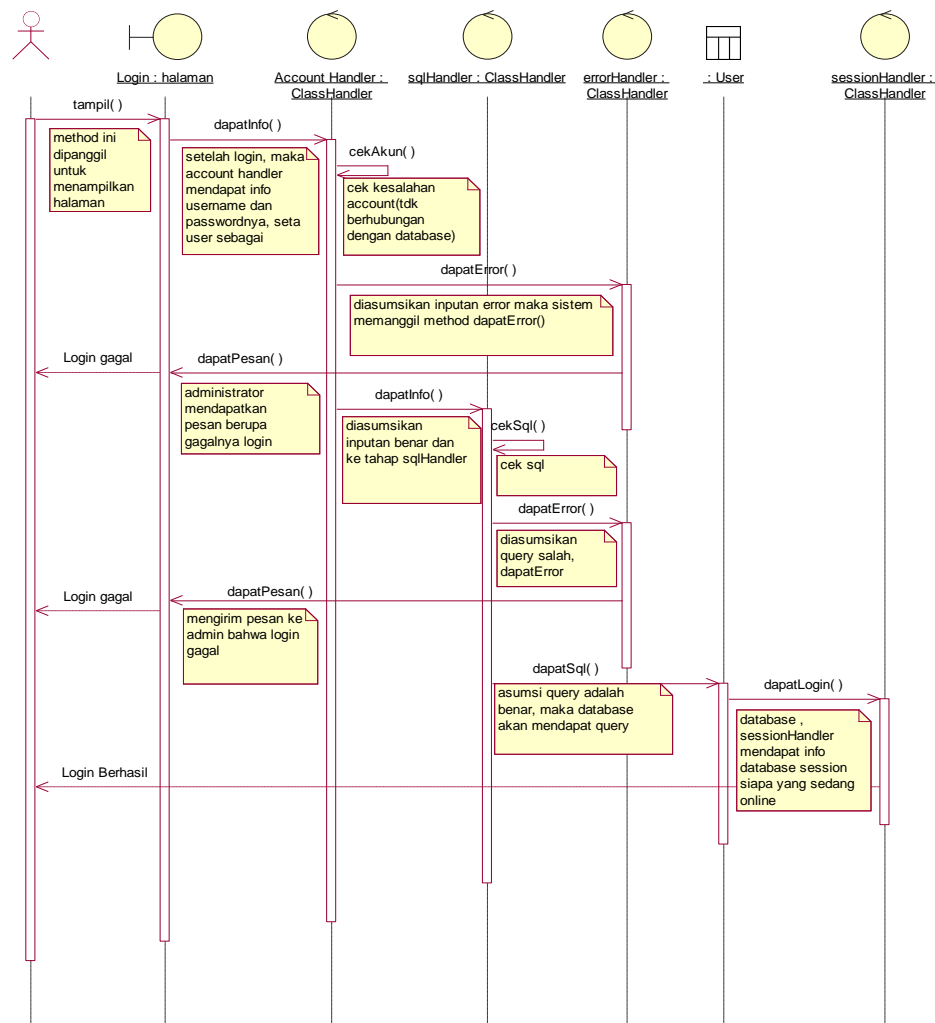 Login : halaman
Account Handler :
ClassHandler
sqlHandler : ClassHandler
errorHandler :
ClassHandler
: User
sessionHandler :
ClassHandler
tampil( )
method ini
dipanggil
untuk
menampilkan
halaman
dapatInfo( )
setelah login, maka
account handler
mendapat info
username dan
passwordnya, seta
user sebagai
cekAkun( )
cek kesalahan
account(tdk
berhubungan
dengan database)
dapatError( )
diasumsikan inputan error maka sistem
memanggil method dapatError()
dapatPesan( )
Login gagal
administrator
mendapatkan
pesan berupa
gagalnya login
dapatInfo( )
diasumsikan
inputan benar dan
ke tahap sqlHandler
cekSql( )
cek sql
dapatError( )
diasumsikan
query salah,
dapatError
dapatPesan( )
Login gagal
mengirim pesan ke
admin bahwa login
gagal
dapatSql( )
asumsi query adalah
benar, maka database
akan mendapat query
dapatLogin( )
database ,
sessionHandler
mendapat info
database session
siapa yang sedang
online
Login Berhasil